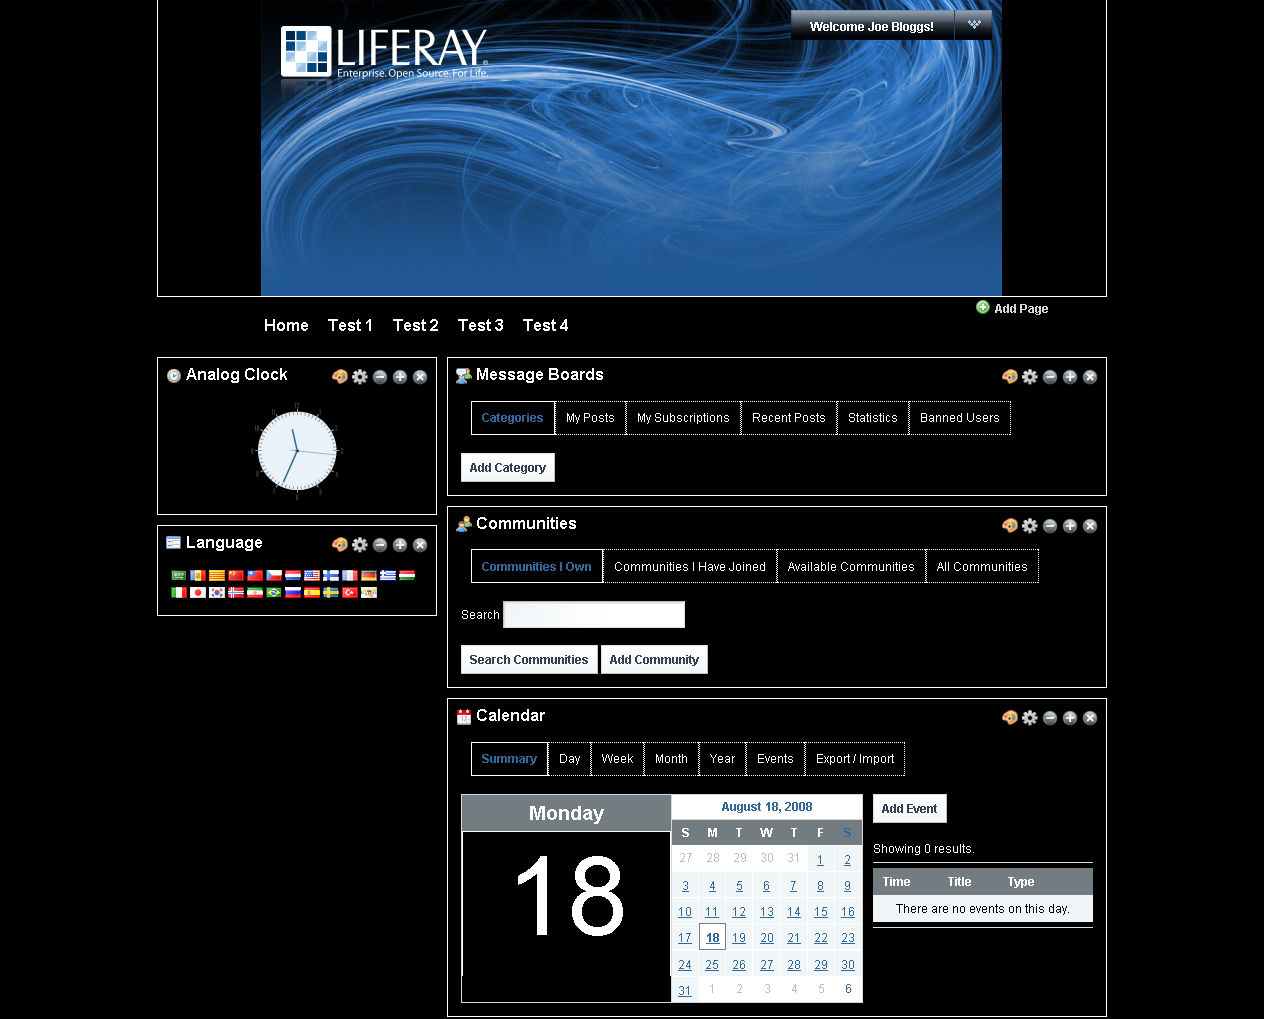 LIFERAY
Enterprise. Open Source. For Life.
Welcome Joe Bloggs!
Add Page
Home Test 1 Test 2 Test 3 Test 4
Analog Clock
Language
Message Boards
Categories My Posts My Subscriptions Recent Posts Statistics Banned Users
Add Category
Communities
Communities I Own Communities I Have Joined Available Communities All Communities
Search
Search Communities Add Community
Calendar
Summary Day Week Month Year Events Export / Import
Monday
18
August 18, 2008
S M T W T F S
27 28 29 30 31 1 2
3 4 5 6 7 8 9
10 11 12 13 14 15 16
17 18 19 20 21 22 23
24 25 26 27 28 29 30
31 1 2 3 4 5 6
Add Event
Showing 0 results.
Time Title Type
There are no events on this day.